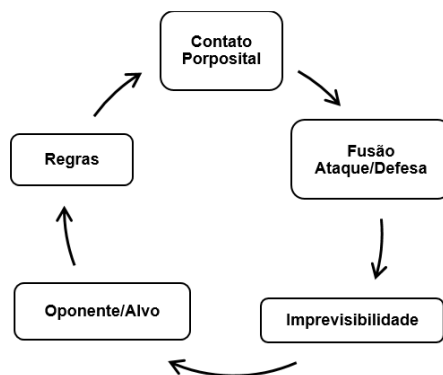 Contato
Porposital
Fusão
Ataque/Defesa
Imprevisibilidade
Oponente/Alvo
Regras